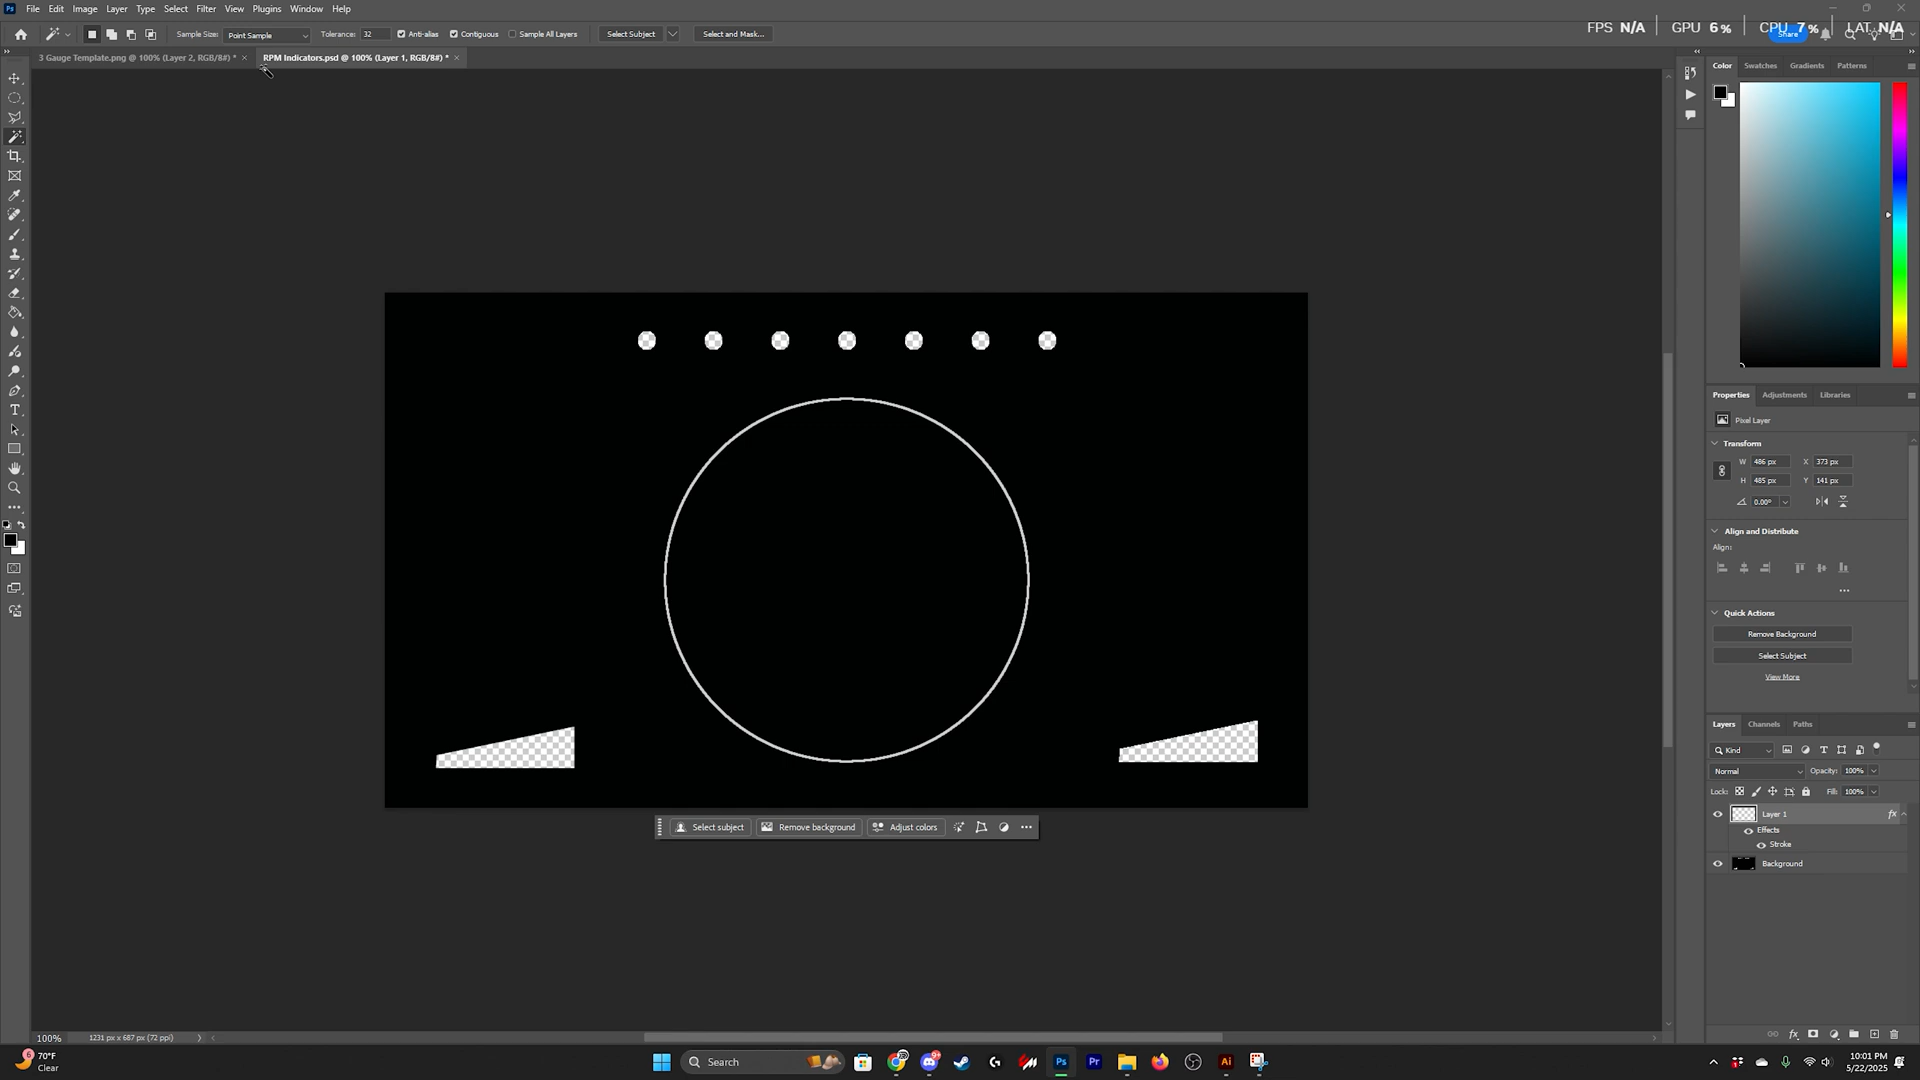 File Edit Image Layer Type Select Filter View Plugins Window Help
FPS N/A GPU 6 % CPU 7 % LAT N/A
Sample Size: Point Sample Tolerance: 32 Anti-alias Contiguous Sample All Layers Select Subject Select and Mask... Share
3 Gauge Template.png @ 100% (Layer 2, RGB/8#) * × RPM Indicators.psd @ 100% (Layer 1, RGB/8#) * ×
Color Swatches Gradients Patterns
Properties Adjustments Libraries
Pixel Layer
Transform
W 486 px X 373 px
H 485 px Y 141 px
0.00°
Align and Distribute
Align:
Quick Actions
Remove Background
Select Subject
View More
Layers Channels Paths
Kind
Normal Opacity: 100%
Lock: Fill: 100%
Layer 1 fx
Effects
Stroke
Background
Select subject Remove background Adjust colors
100% 1231 px x 687 px (72 ppi)
70°F
Clear
Search
10:01 PM
5/22/2025